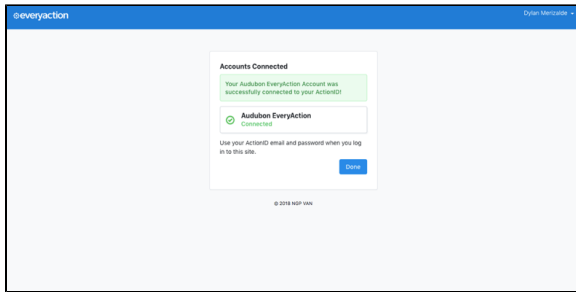 everyaction
Dylan Merizalde
Accounts Connected
Your Audubon EveryAction Account was
successfully connected to your ActionID!
Audubon EveryAction
Connected
Use your ActionID email and password when you log
in to this site.
Done
© 2018 NGP VAN